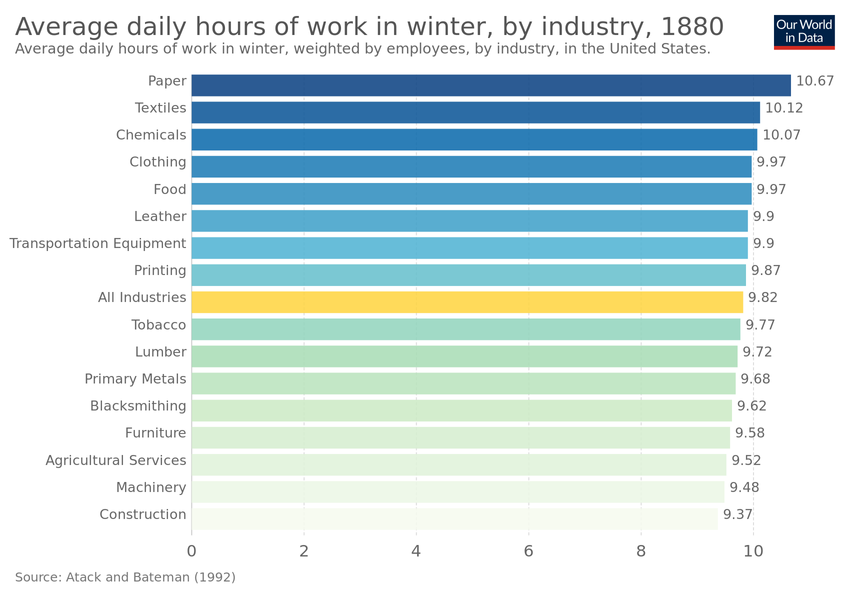 Average daily hours of work in winter, by industry, 1880
Average daily hours of work in winter, weighted by employees, by industry, in the United States.
Our World
in Data
Paper 10.67
Textiles 10.12
Chemicals 10.07
Clothing 9.97
Food 9.97
Leather 9.9
Transportation Equipment 9.9
Printing 9.87
All Industries 9.82
Tobacco 9.77
Lumber 9.72
Primary Metals 9.68
Blacksmithing 9.62
Furniture 9.58
Agricultural Services 9.52
Machinery 9.48
Construction 9.37
0 2 4 6 8 10
Source: Atack and Bateman (1992)